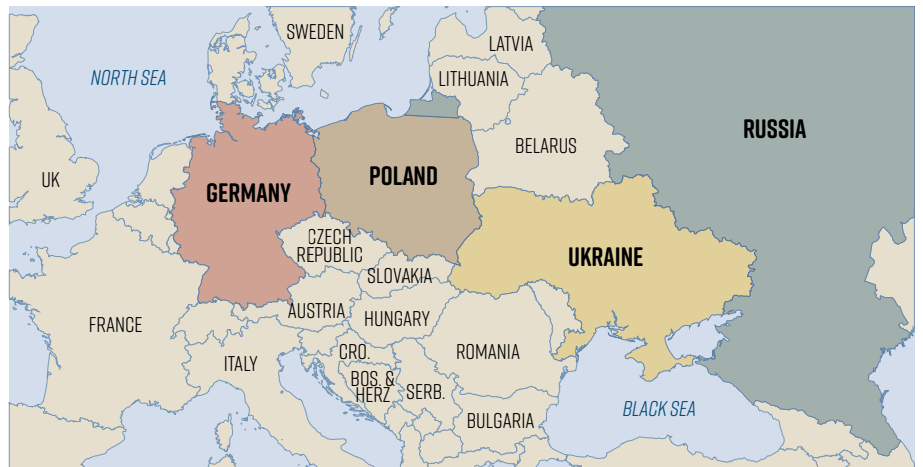 SWEDEN
LATVIA
NORTH SEA
LITHUANIA
RUSSIA
BELARUS
UK
GERMANY
POLAND
CZECH
REPUBLIC
UKRAINE
SLOVAKIA
AUSTRIA
FRANCE
HUNGARY
ITALY
CRO.
ROMANIA
BOS. &
HERZ
SERB.
BLACK SEA
BULGARIA